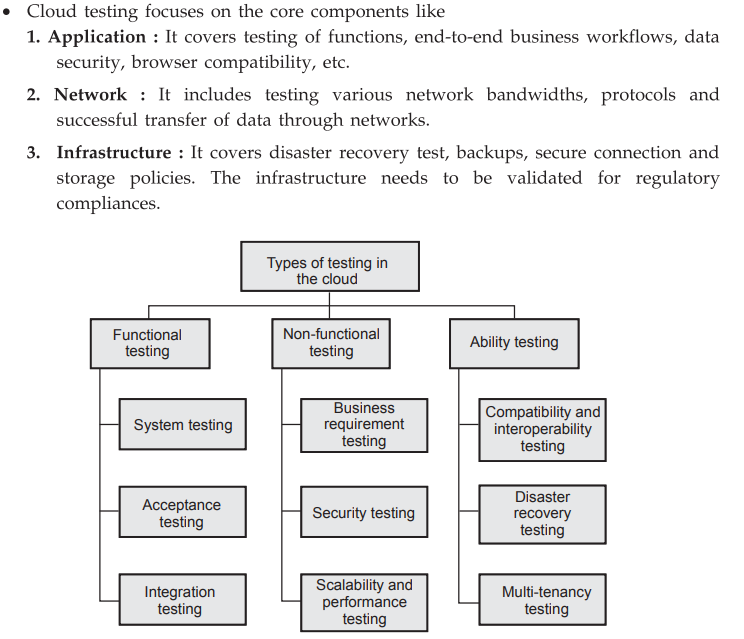 • Cloud testing focuses on the core components like
1. Application : It covers testing of functions, end-to-end business workflows, data
security, browser compatibility, etc.
2. Network : It includes testing various network bandwidths, protocols and
successful transfer of data through networks.
3. Infrastructure : It covers disaster recovery test, backups, secure connection and
storage policies. The infrastructure needs to be validated for regulatory
compliances.
Types of testing in
the cloud
Functional
testing
Non-functional
testing
Ability testing
System testing
Business
requirement
testing
Compatibility and
interoperability
testing
Acceptance
testing
Security testing
Disaster
recovery
testing
Integration
testing
Scalability and
performance
testing
Multi-tenancy
testing